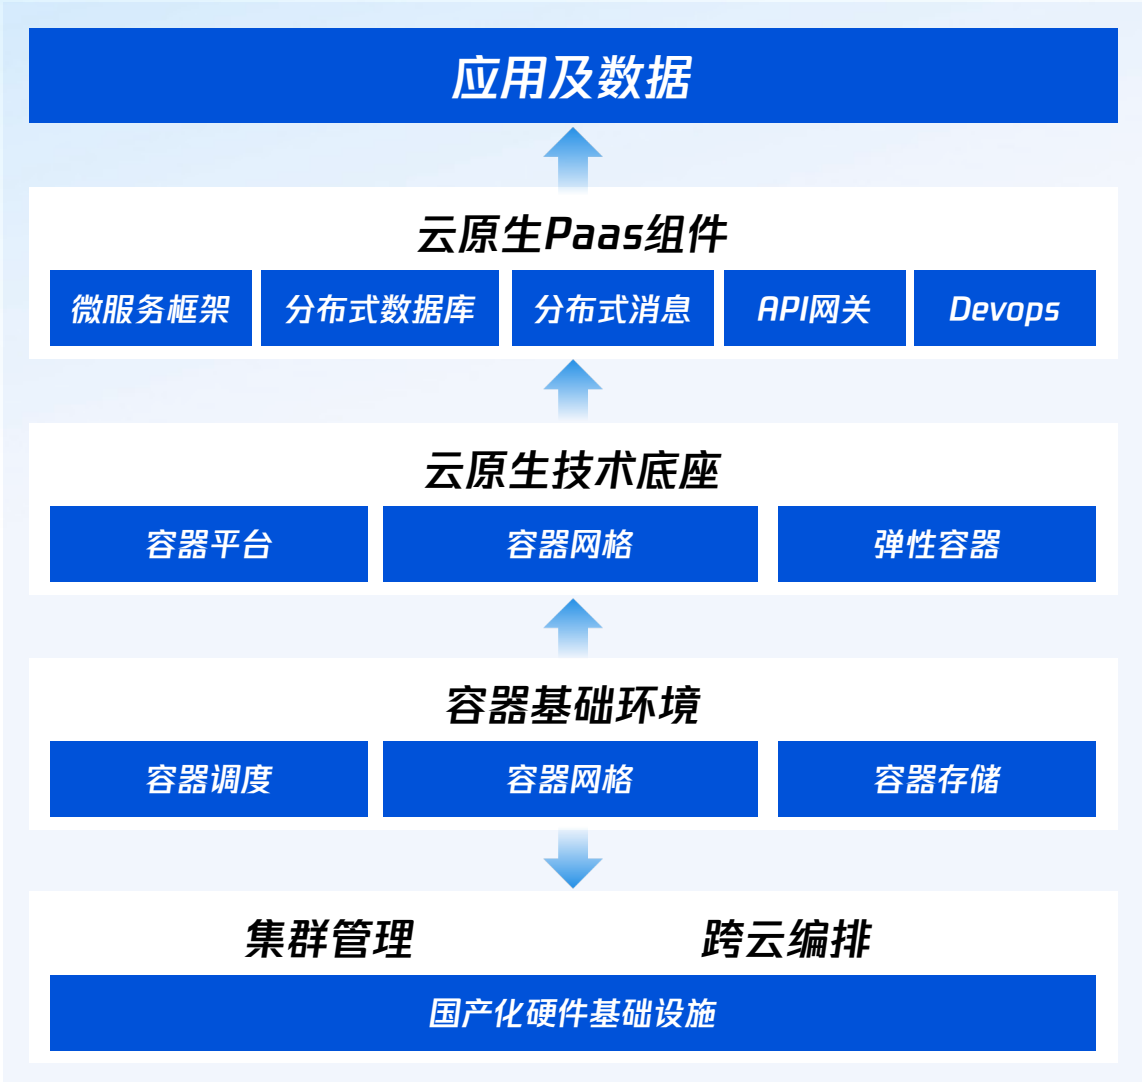 应用及数据
云原生Paas组件
微服务框架 分布式数据库 分布式消息 API网关 Devops
云原生技术底座
容器平台 容器网格 弹性容器
容器基础环境
容器调度 容器网格 容器存储
集群管理 跨云编排
国产化硬件基础设施